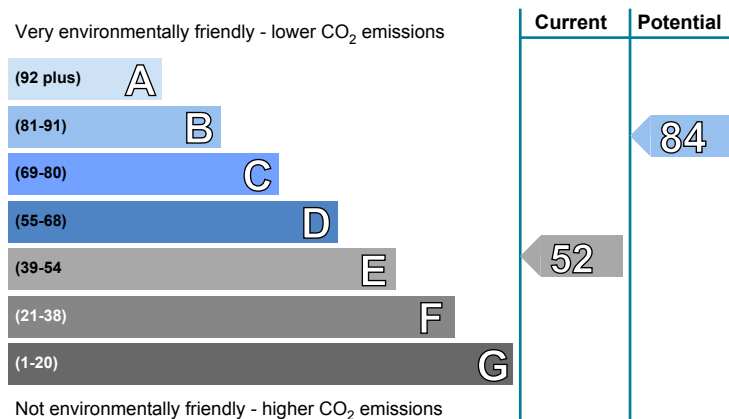 Very environmentally friendly - lower CO₂ emissions
Current
Potential
(92 plus) A
(81-91) B
84
(69-80) C
(55-68) D
(39-54 E
52
(21-38) F
(1-20) G
Not environmentally friendly - higher CO₂ emissions